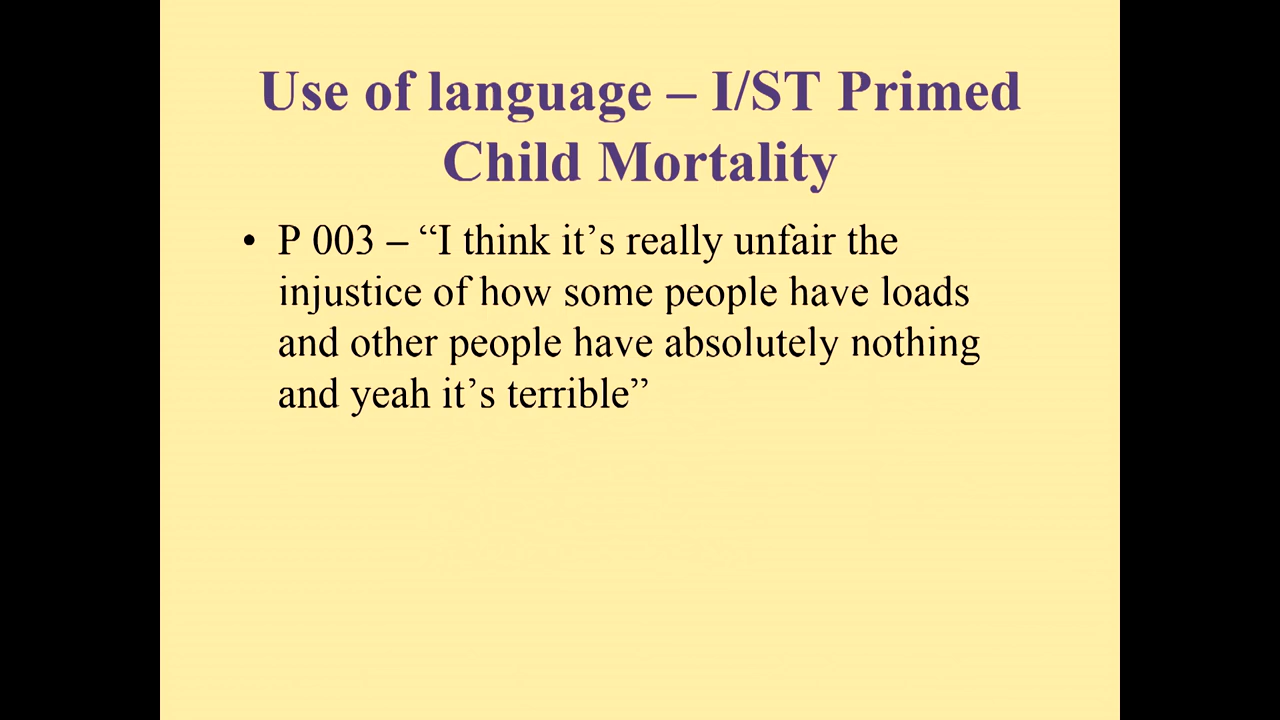 Use of language – I/ST Primed
Child Mortality
• P 003 – “I think it’s really unfair the
injustice of how some people have loads
and other people have absolutely nothing
and yeah it’s terrible”